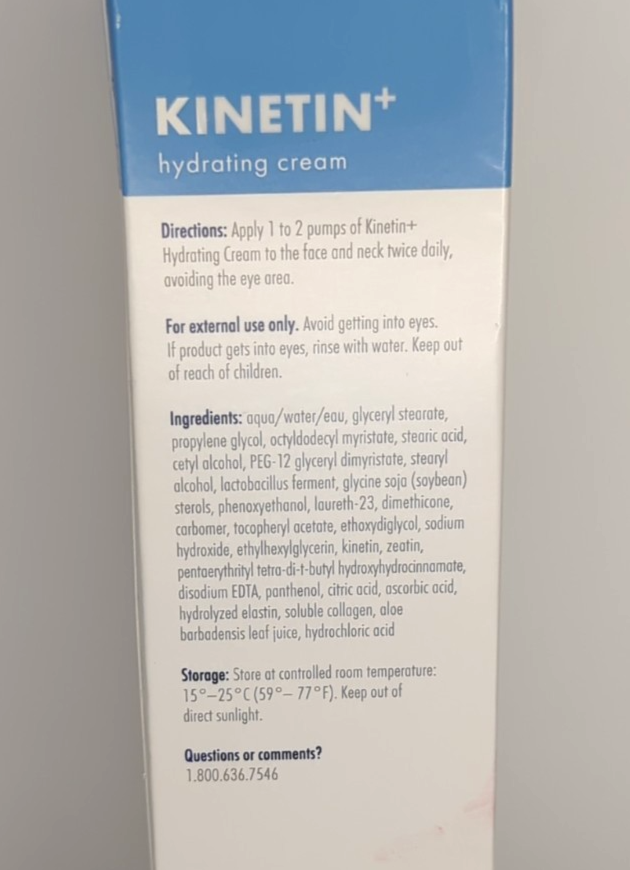 KINETIN+
hydrating cream
Directions: Apply 1 to 2 pumps of Kinetin+
Hydrating Cream to the face and neck twice daily,
avoiding the eye area.
For external use only. Avoid getting into eyes.
If product gets into eyes, rinse with water. Keep out
of reach of children.
Ingredients: aqua/water/eau, glyceryl stearate,
propylene glycol, octyldodecyl myristate, stearic acid,
cetyl alcohol, PEG-12 glyceryl dimyristate, stearyl
alcohol, lactobacillus ferment, glycine soja (soybean)
sterols, phenoxyethanol, laureth-23, dimethicone,
carbomer, tocopheryl acetate, ethoxydiglycol, sodium
hydroxide, ethylhexylglycerin, kinetin, zeatin,
pentaerythrityl tetra-di-t-butyl hydroxyhydrocinnamate,
disodium EDTA, panthenol, citric acid, ascorbic acid,
hydrolyzed elastin, soluble collagen, aloe
barbadensis leaf juice, hydrochloric acid
Storage: Store at controlled room temperature:
15°–25°C (59°– 77°F). Keep out of
direct sunlight.
Questions or comments?
1.800.636.7546